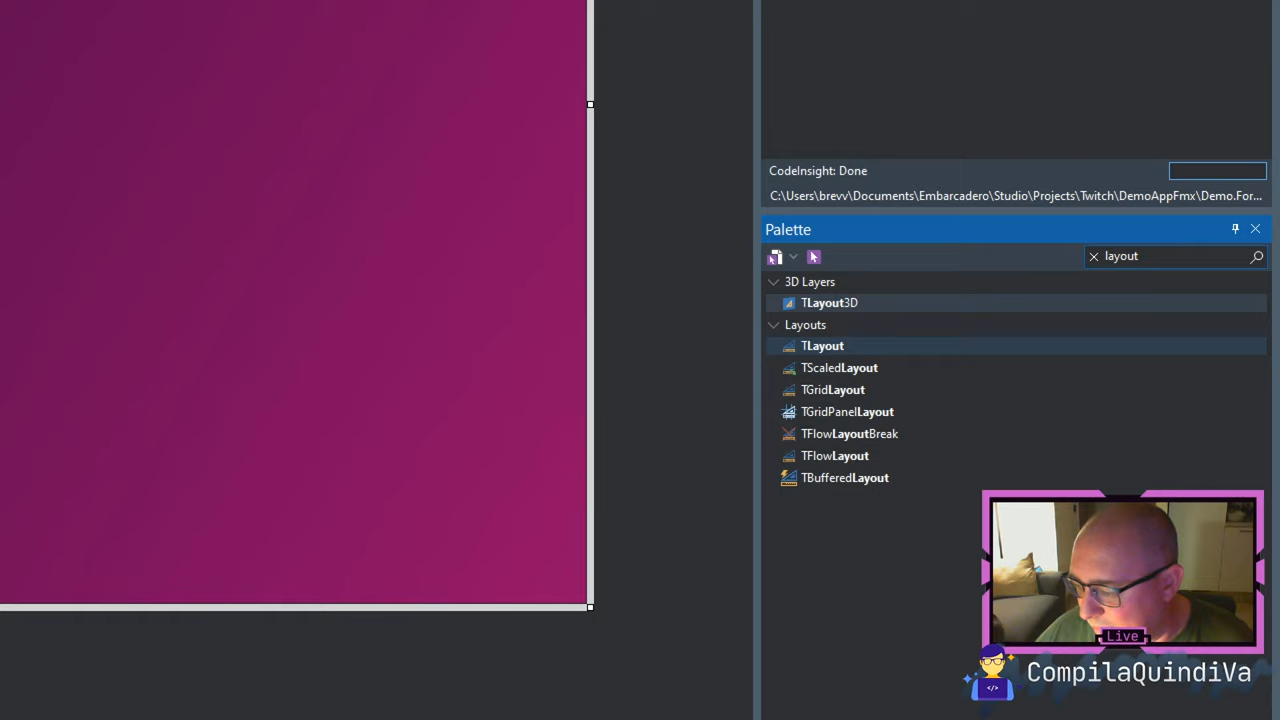 CodeInsight: Done
C:\Users\brevv\Documents\Embarcadero\Studio\Projects\Twitch\DemoAppFmx\Demo.For...
Palette
layout
3D Layers
TLayout3D
Layouts
TLayout
TScaledLayout
TGridLayout
TGridPanelLayout
TFlowLayoutBreak
TFlowLayout
TBufferedLayout
Live
</>
CompilaQuindiVa